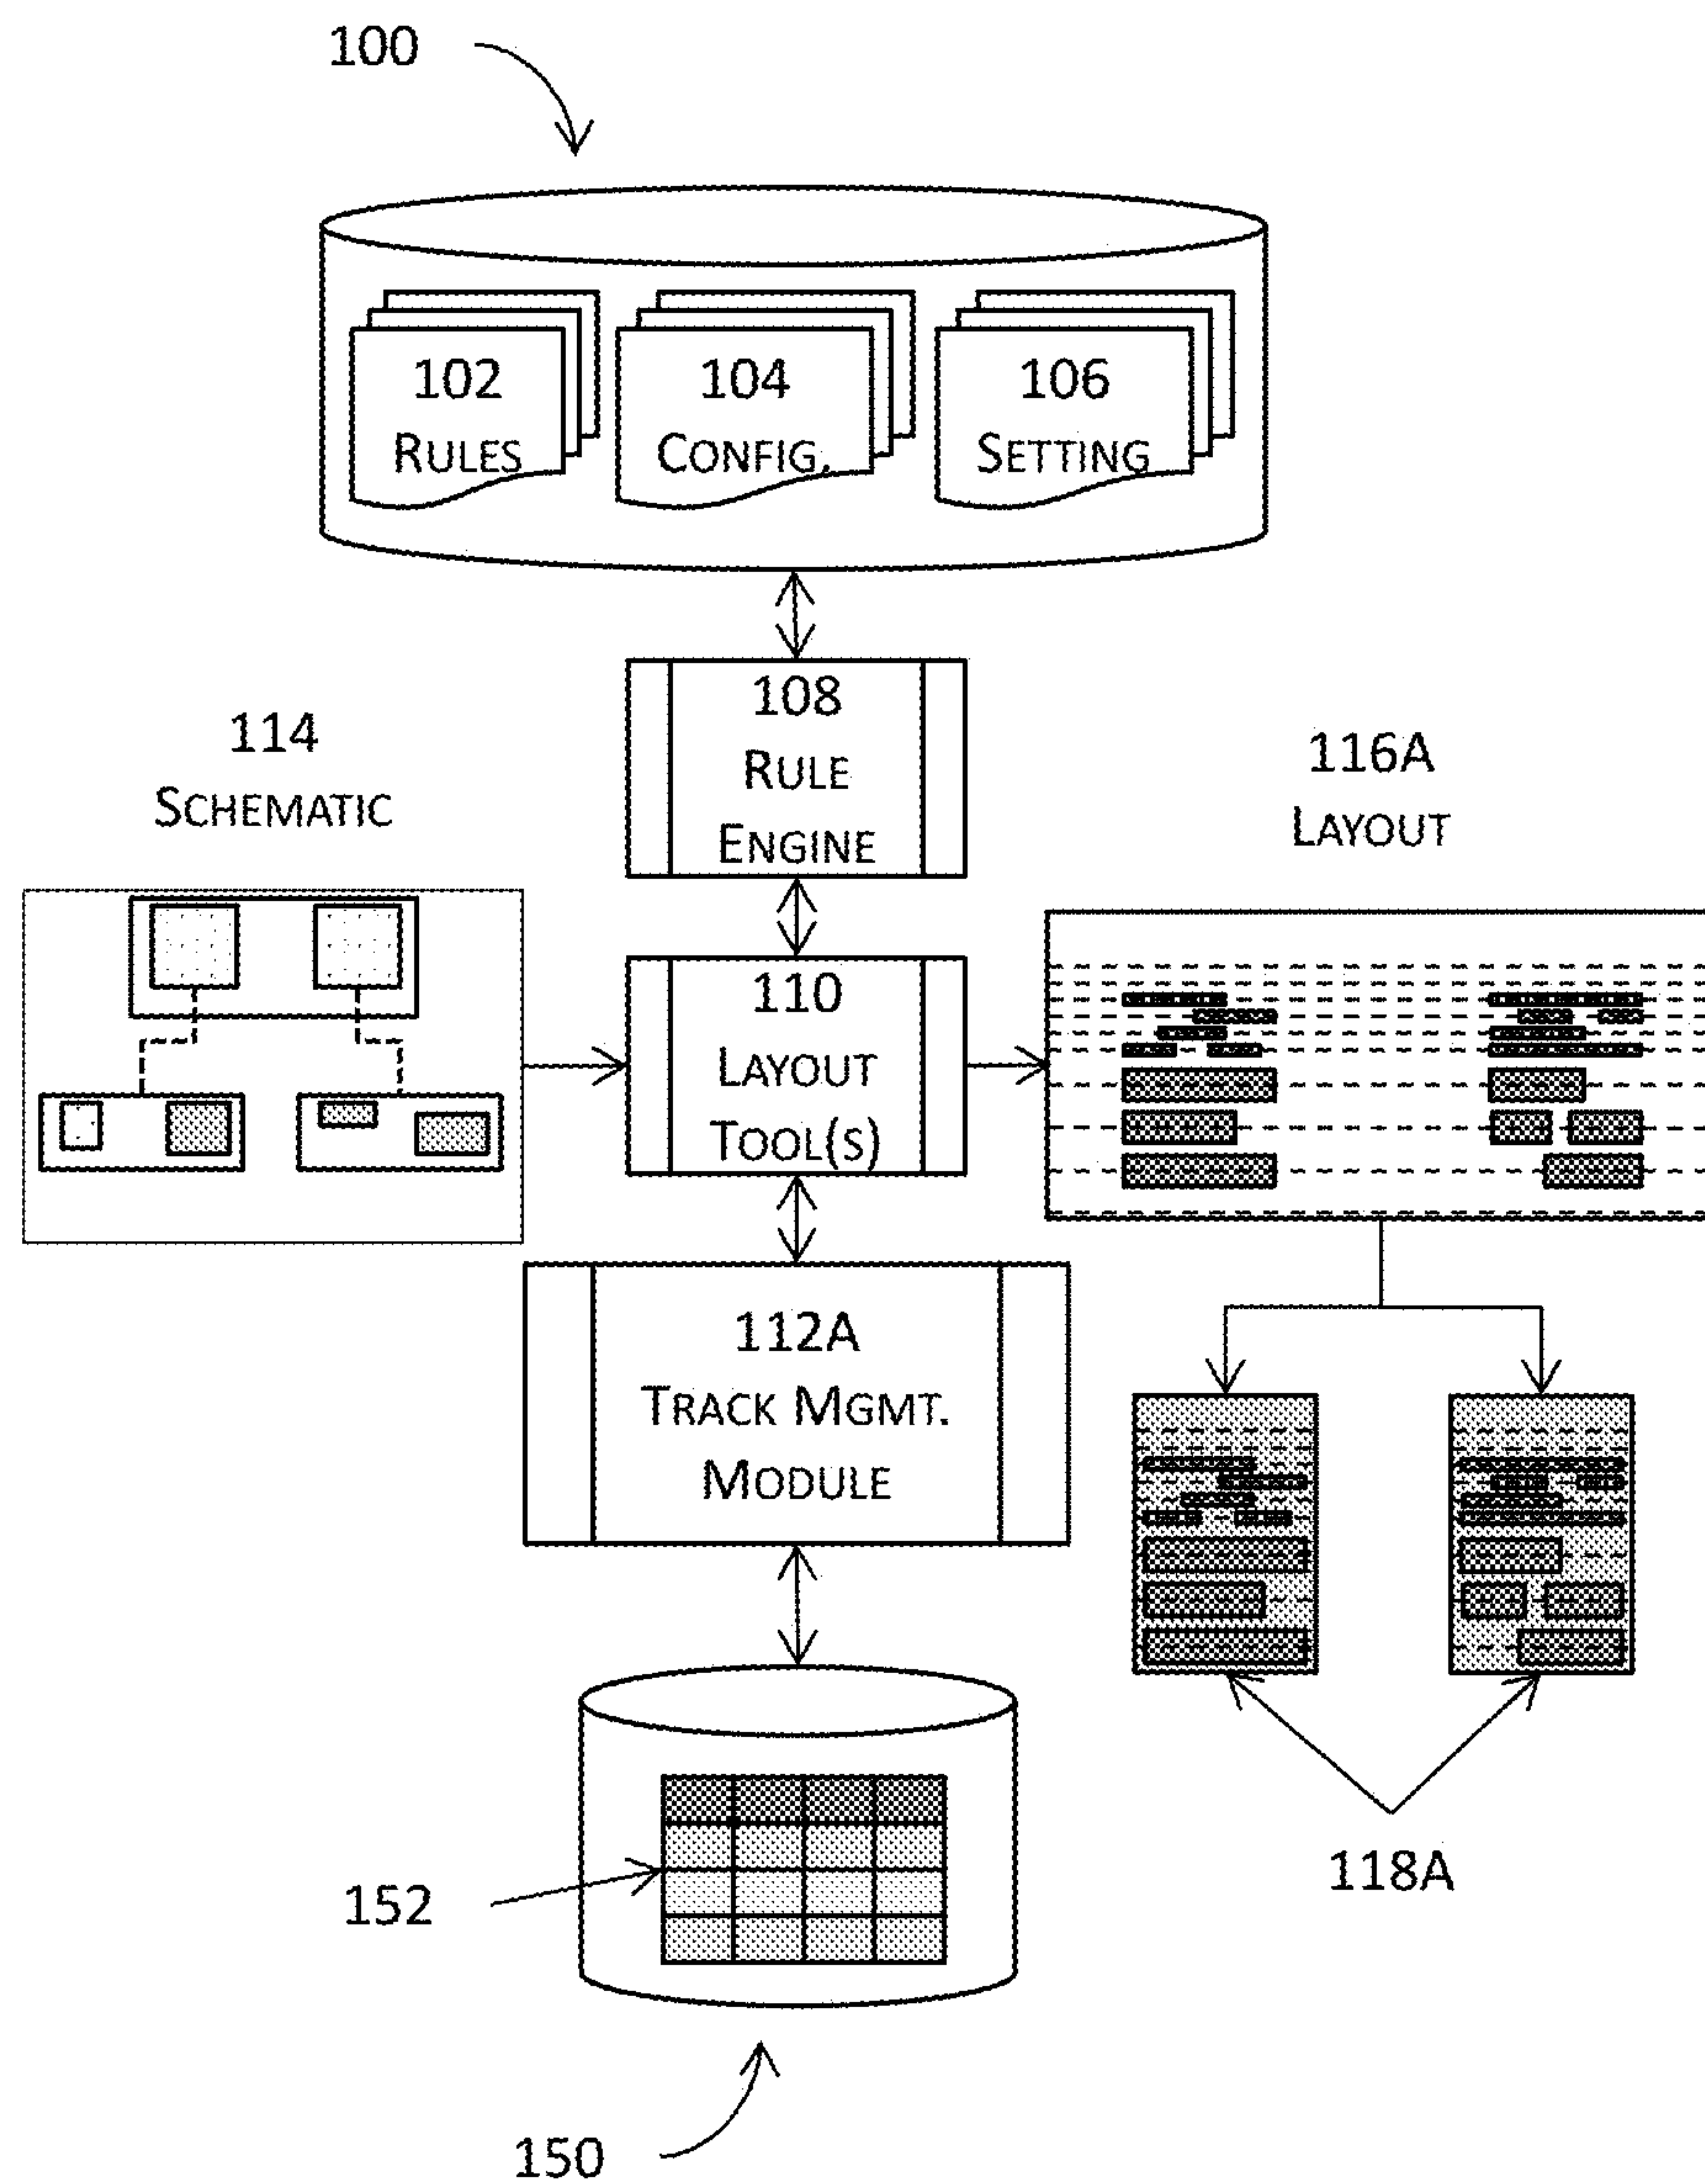 100
102
RULES
104
CONFIG.
106
SETTING
108
RULE
ENGINE
114
SCHEMATIC
116A
LAYOUT
110
LAYOUT
TOOL(S)
112A
TRACK MGMT.
MODULE
118A
152
150